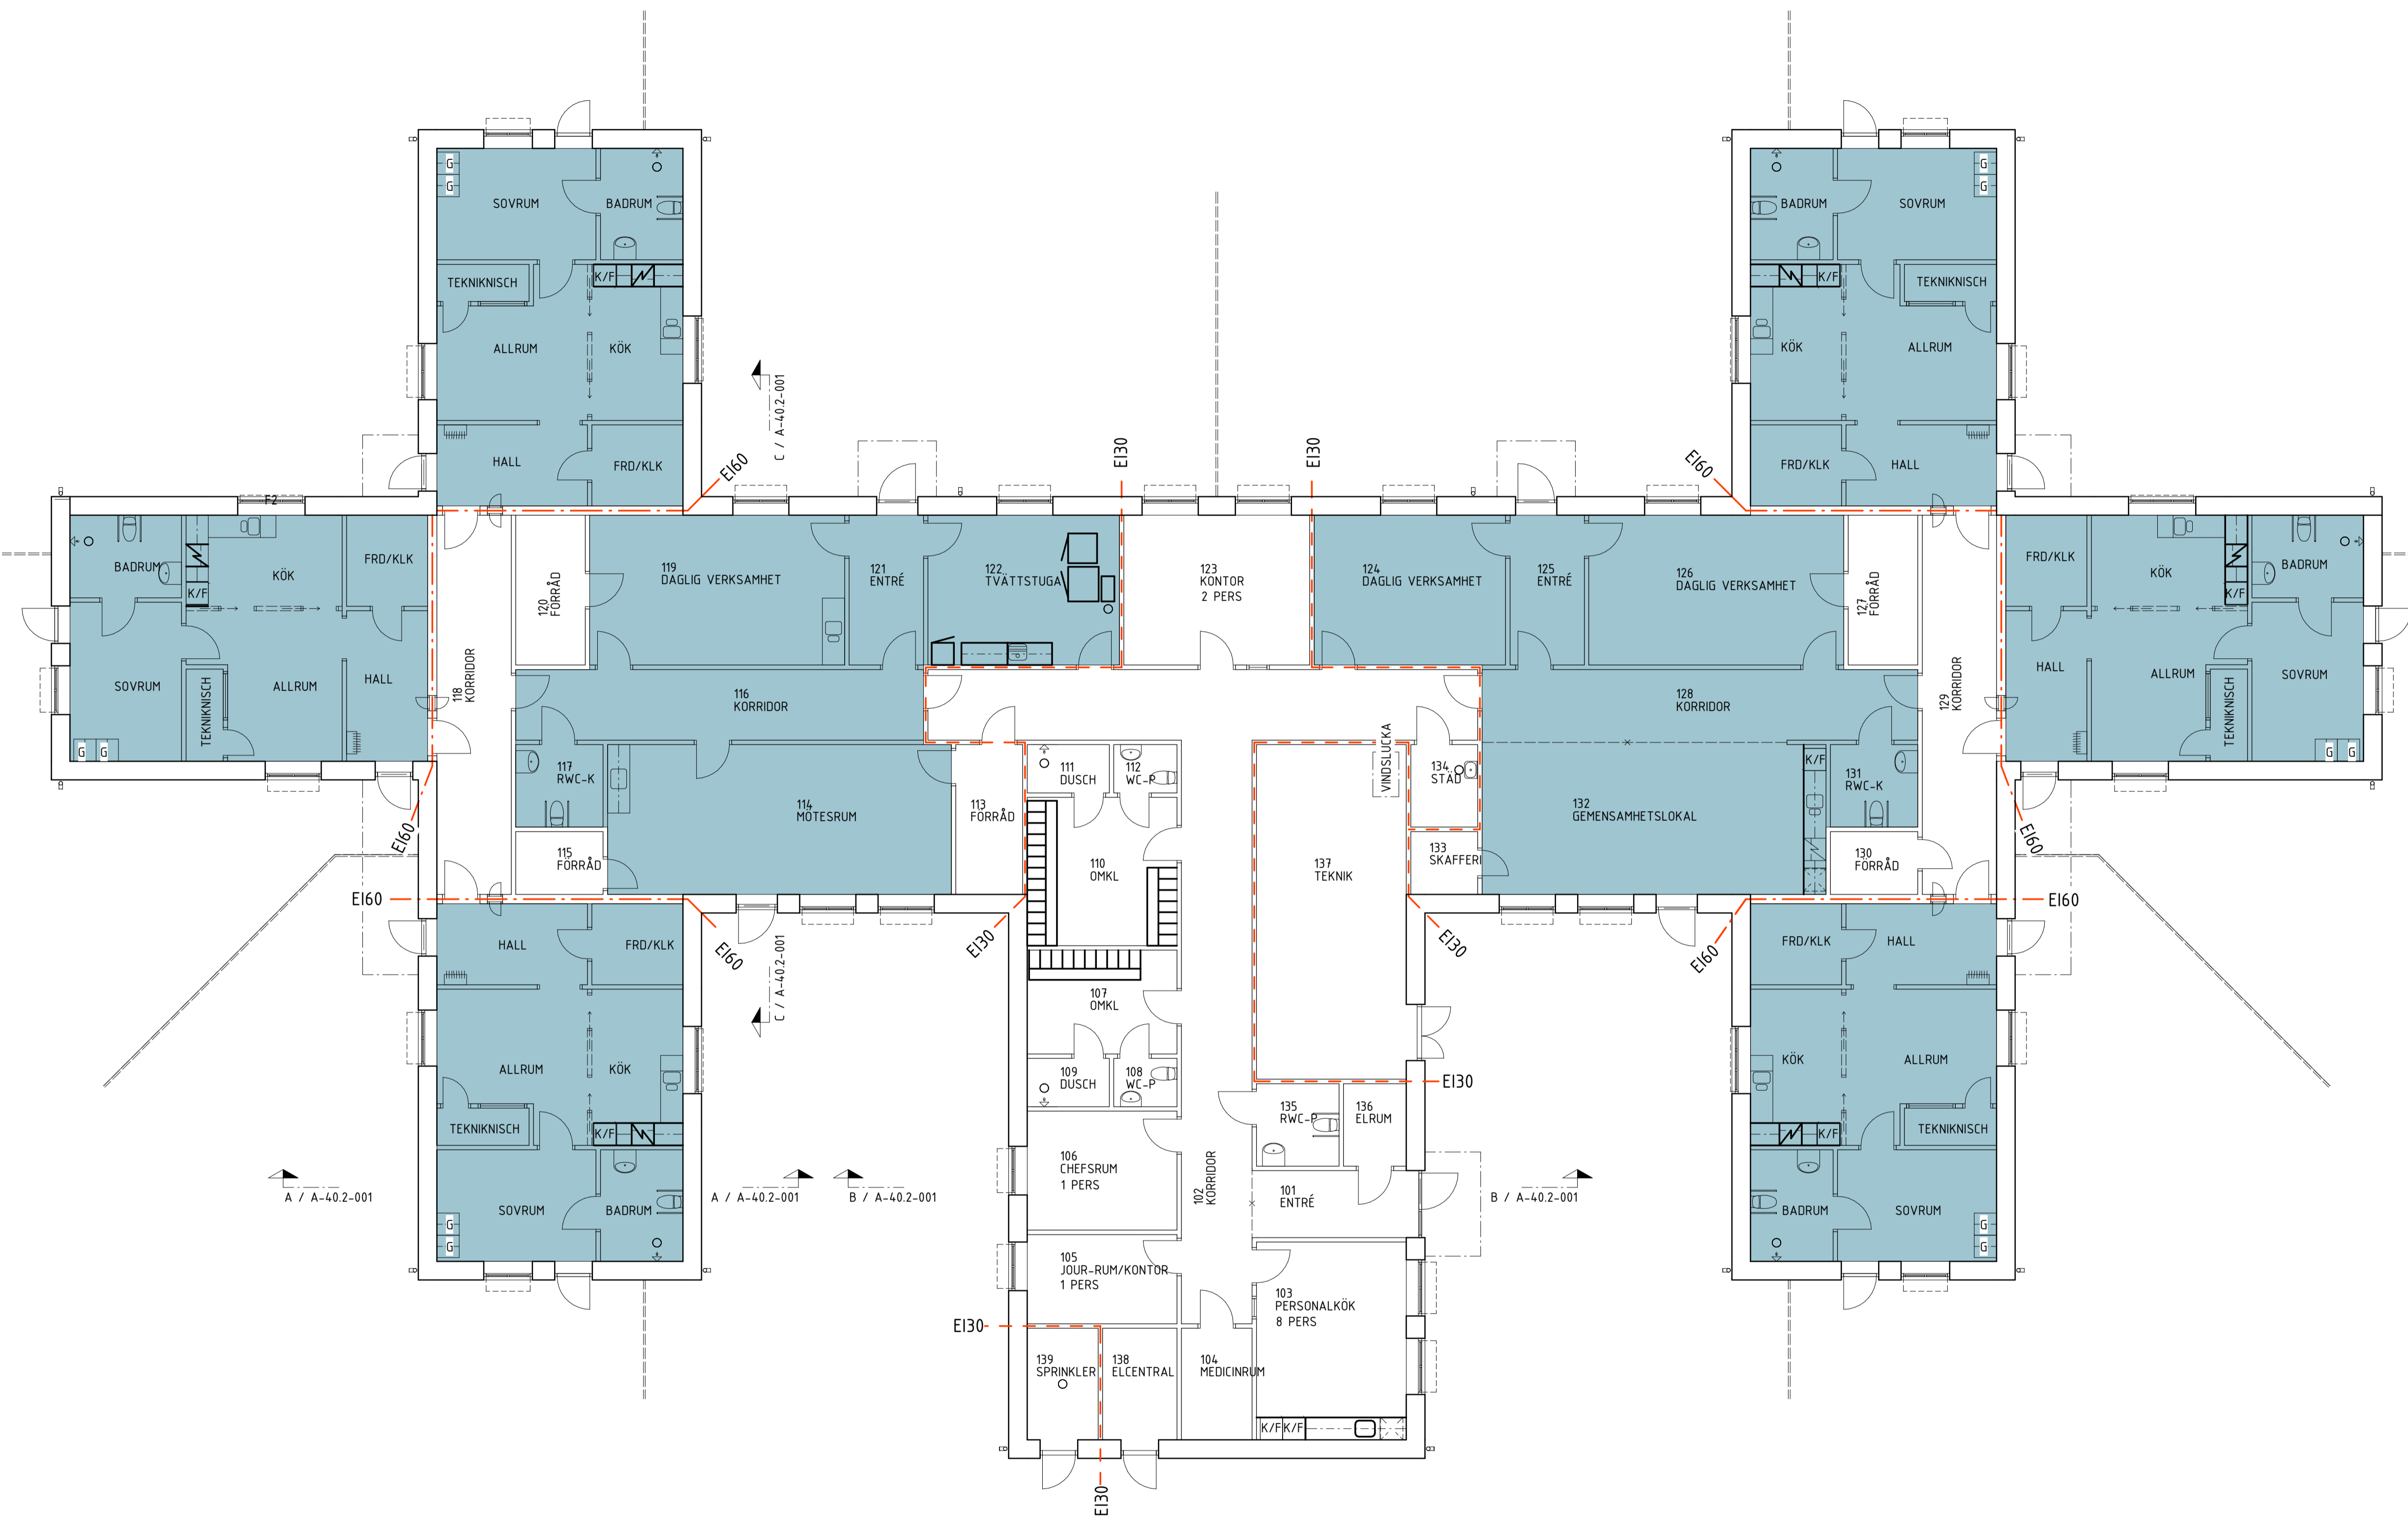 G
G
SOVRUM
BADRUM
TEKNIKNISCH
K/F
ALLRUM
KÖK
HALL
FRD/KLK
C / A-40.2-001
EI60
BADRUM
SOVRUM
G
G
K/F
TEKNIKNISCH
KÖK
ALLRUM
FRD/KLK
HALL
EI60
EI30
EI30
F2
BADRUM
KÖK
FRD/KLK
K/F
SOVRUM
TEKNIKNISCH
ALLRUM
HALL
G
G
118
KORRIDOR
120
FÖRRÅD
119
DAGLIG VERKSAMHET
121
ENTRÉ
122
TVÄTTSTUGA
123
KONTOR
2 PERS
124
DAGLIG VERKSAMHET
125
ENTRÉ
126
DAGLIG VERKSAMHET
127
FÖRRÅD
129
KORRIDOR
FRD/KLK
KÖK
BADRUM
K/F
HALL
ALLRUM
TEKNIKNISCH
SOVRUM
G
G
116
KORRIDOR
128
KORRIDOR
VINDSLUCKA
117
RWC-K
115
FÖRRÅD
114
MÖTESRUM
113
FÖRRÅD
111
DUSCH
112
WC-P
110
OMKL
137
TEKNIK
134
STÄD
133
SKAFFERI
132
GEMENSAMHETSLOKAL
K/F
131
RWC-K
130
FÖRRÅD
EI60
EI60
EI60
EI60
EI60
EI60
EI30
EI30
HALL
FRD/KLK
ALLRUM
KÖK
TEKNIKNISCH
K/F
SOVRUM
BADRUM
G
G
C / A-40.2-001
107
OMKL
109
DUSCH
108
WC-P
EI30
135
RWC-P
136
ELRUM
106
CHEFSRUM
1 PERS
102
KORRIDOR
101
ENTRÉ
A / A-40.2-001
A / A-40.2-001
B / A-40.2-001
B / A-40.2-001
105
JOUR-RUM/KONTOR
1 PERS
103
PERSONALKÖK
8 PERS
EI30
139
SPRINKLER
138
ELCENTRAL
104
MEDICINRUM
K/F
K/F
EI30
FRD/KLK
HALL
KÖK
ALLRUM
K/F
TEKNIKNISCH
BADRUM
SOVRUM
G
G